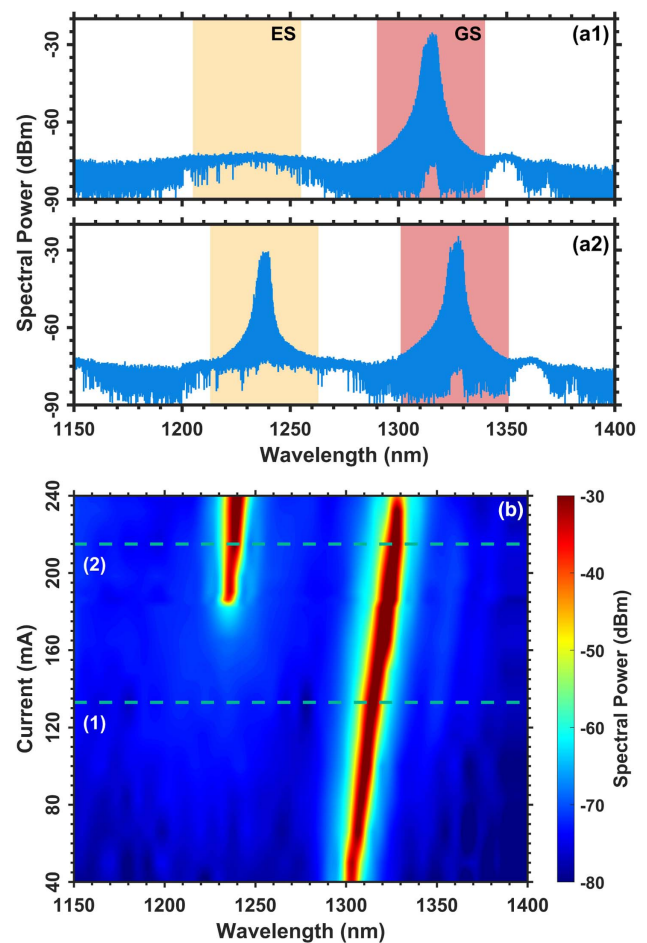 ES GS (a1)
-30
-60
-90
Spectral Power (dBm)
(a2)
-30
-60
-90
1150 1200 1250 1300 1350 1400
Wavelength (nm)
(b)
240
200
160
120
80
40
Current (mA)
(2)
(1)
1150 1200 1250 1300 1350 1400
Wavelength (nm)
-30
-40
-50
-60
-70
-80
Spectral Power (dBm)